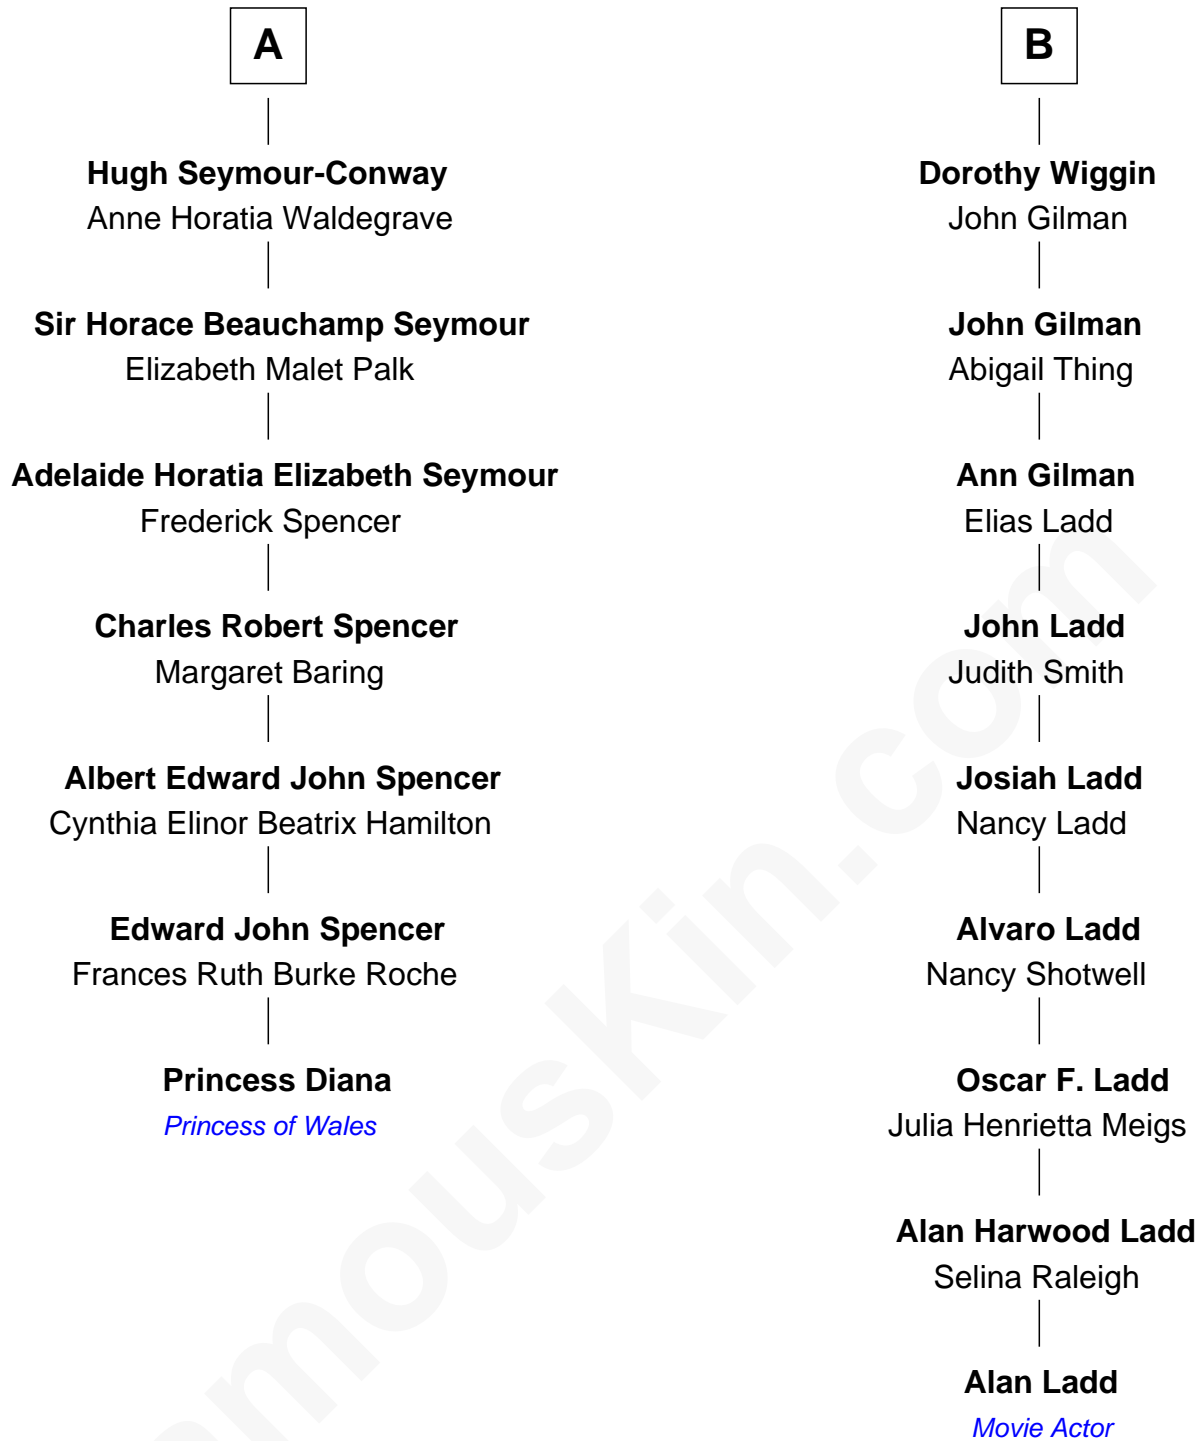 A
Hugh Seymour-Conway
Anne Horatia Waldegrave
Sir Horace Beauchamp Seymour
Elizabeth Malet Palk
Adelaide Horatia Elizabeth Seymour
Frederick Spencer
Charles Robert Spencer
Margaret Baring
Albert Edward John Spencer
Cynthia Elinor Beatrix Hamilton
Edward John Spencer
Frances Ruth Burke Roche
Princess Diana
Princess of Wales
B
Dorothy Wiggin
John Gilman
John Gilman
Abigail Thing
Ann Gilman
Elias Ladd
John Ladd
Judith Smith
Josiah Ladd
Nancy Ladd
Alvaro Ladd
Nancy Shotwell
Oscar F. Ladd
Julia Henrietta Meigs
Alan Harwood Ladd
Selina Raleigh
Alan Ladd
Movie Actor
amouskin.com